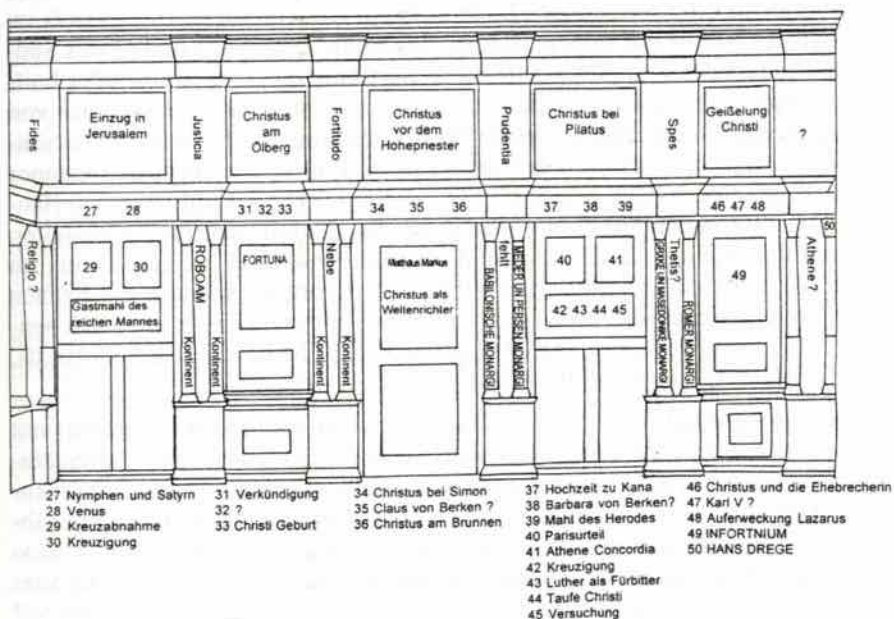 Fides
Einzug in
Jerusalem
Justicia
Christus
am
Ölberg
Fortitudo
Christus
vor dem
Hohepriester
Prudentia
Christus bei
Pilatus
Spes
Geißelung
Christi
?
27 28
31 32 33
34 35 36
37 38 39
46 47 48
50
Religio ?
29 30
Gastmahl des
reichen Mannes
ROBOAM
Kontinent
Kontinent
FORTUNA
Nebe
Kontinent
Kontinent
Matthäus Markus
Christus als
Weltenrichter
fehlt
BABILONISCHE MONARGI
MEDER UN PERSEN MONARGI
40 41
42 43 44 45
Thetis?
MONARGI
RÖMER MONARGI
49
Athene ?
27 Nymphen und Satyrn
28 Venus
29 Kreuzabnahme
30 Kreuzigung
31 Verkündigung
32 ?
33 Christi Geburt
34 Christus bei Simon
35 Claus von Berken ?
36 Christus am Brunnen
37 Hochzeit zu Kana
38 Barbara von Berken?
39 Mahl des Herodes
40 Parisurteil
41 Athene Concordia
42 Kreuzigung
43 Luther als Fürbitter
44 Taufe Christi
45 Versuchung
46 Christus und die Ehebrecherin
47 Karl V ?
48 Auferweckung Lazarus
49 INFORTNIUM
50 HANS DREGE